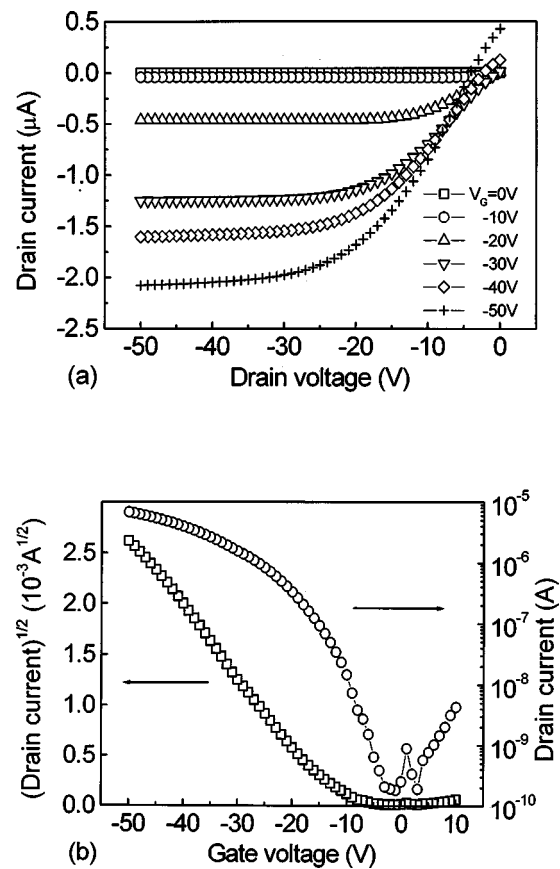 0.5
0.0
-0.5
-1.0
-1.5
-2.0
-2.5
Drain current (μA)
V_G=0V
-10V
-20V
-30V
-40V
-50V
-50 -40 -30 -20 -10 0
(a) Drain voltage (V)
2.5
2.0
1.5
1.0
0.5
0.0
(Drain current)^1/2 (10^-3A^1/2)
10^-5
10^-6
10^-7
10^-8
10^-9
10^-10
Drain current (A)
-50 -40 -30 -20 -10 0 10
(b) Gate voltage (V)